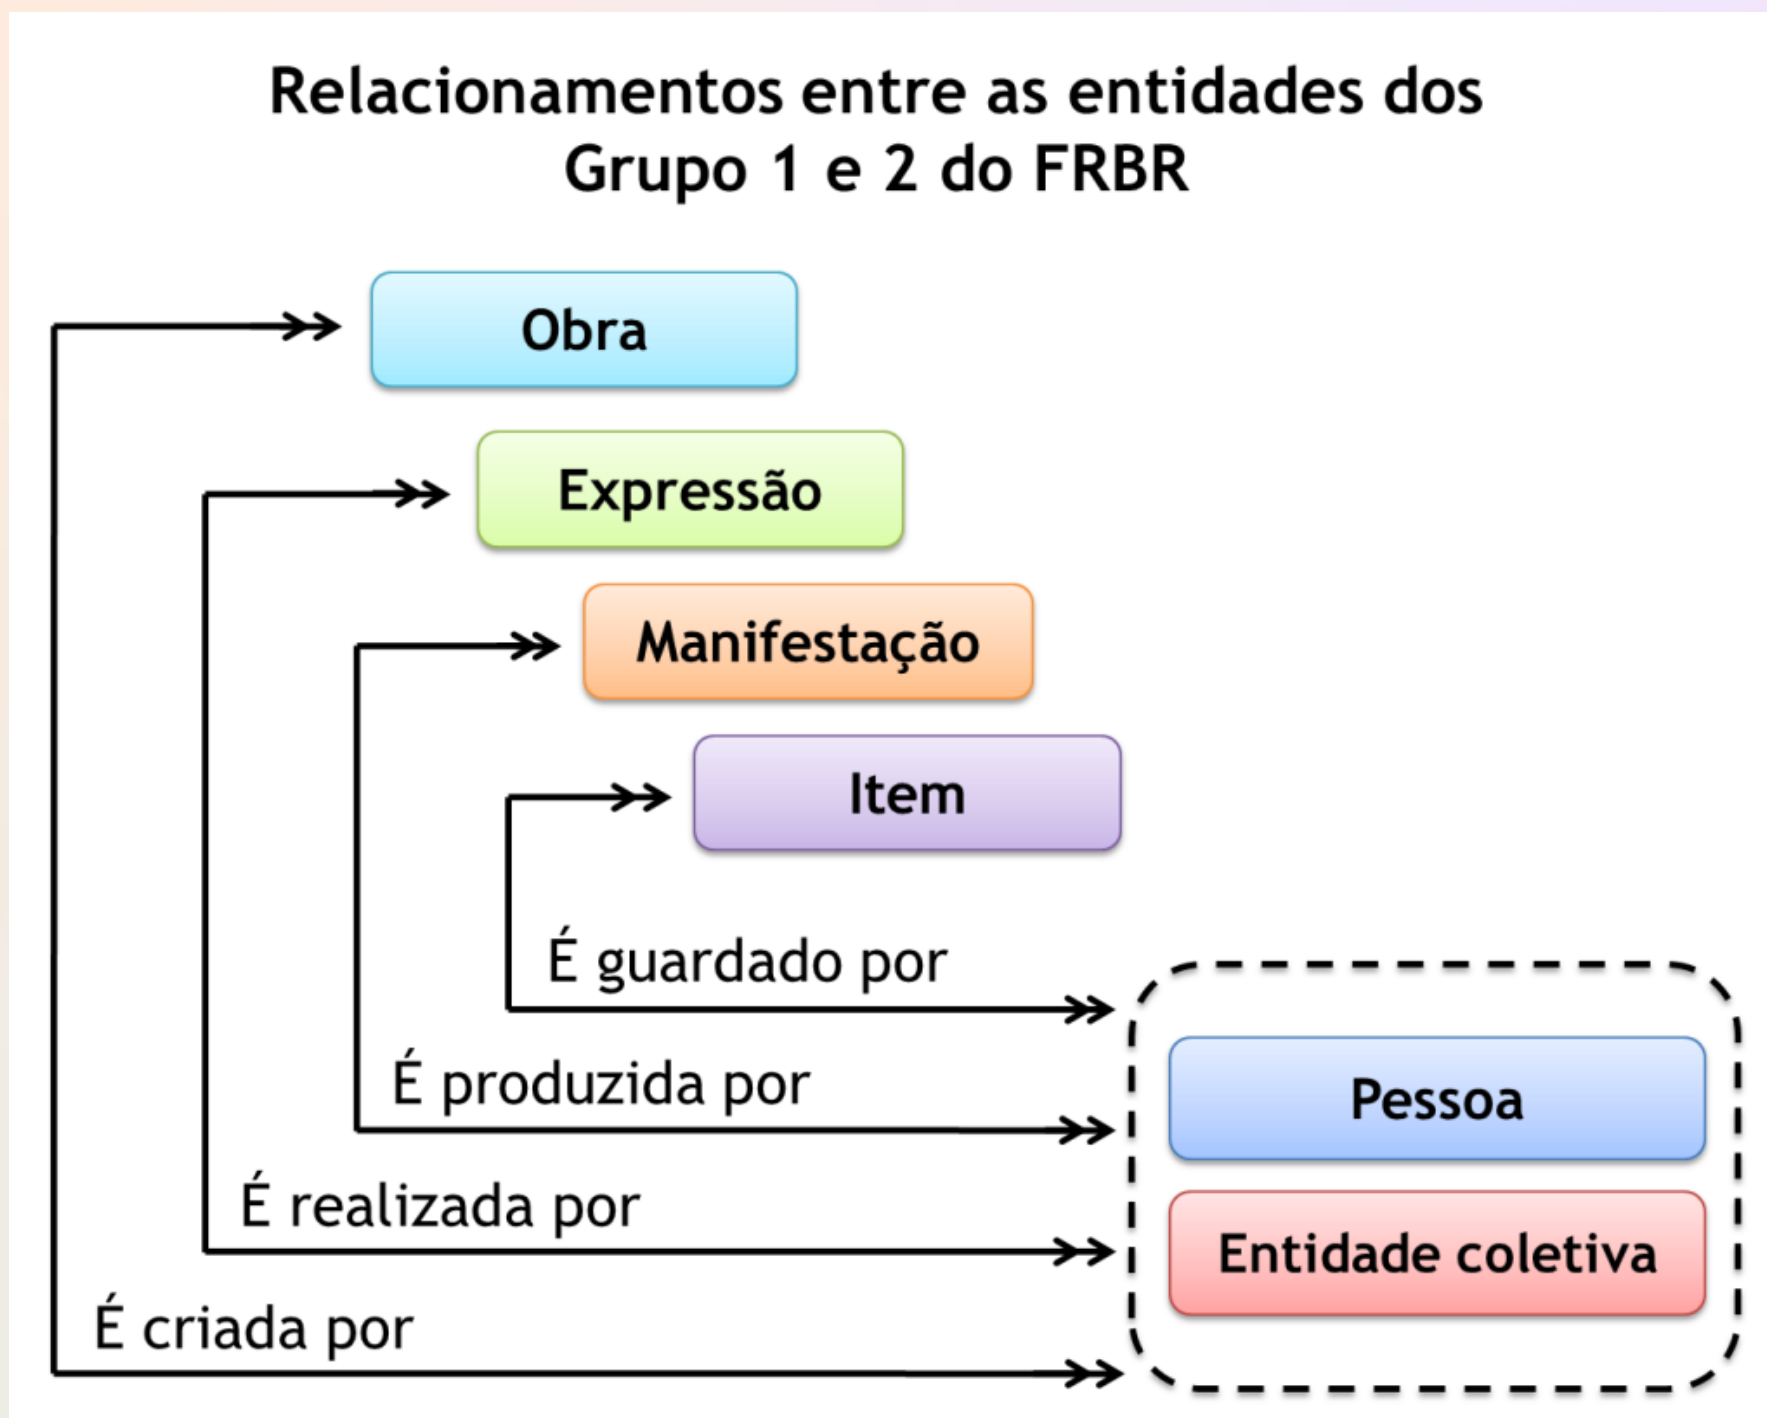 Relacionamentos entre as entidades dos
Grupo 1 e 2 do FRBR
Obra
Expressão
Manifestação
Item
É guardado por
É produzida por
Pessoa
É realizada por
Entidade coletiva
É criada por